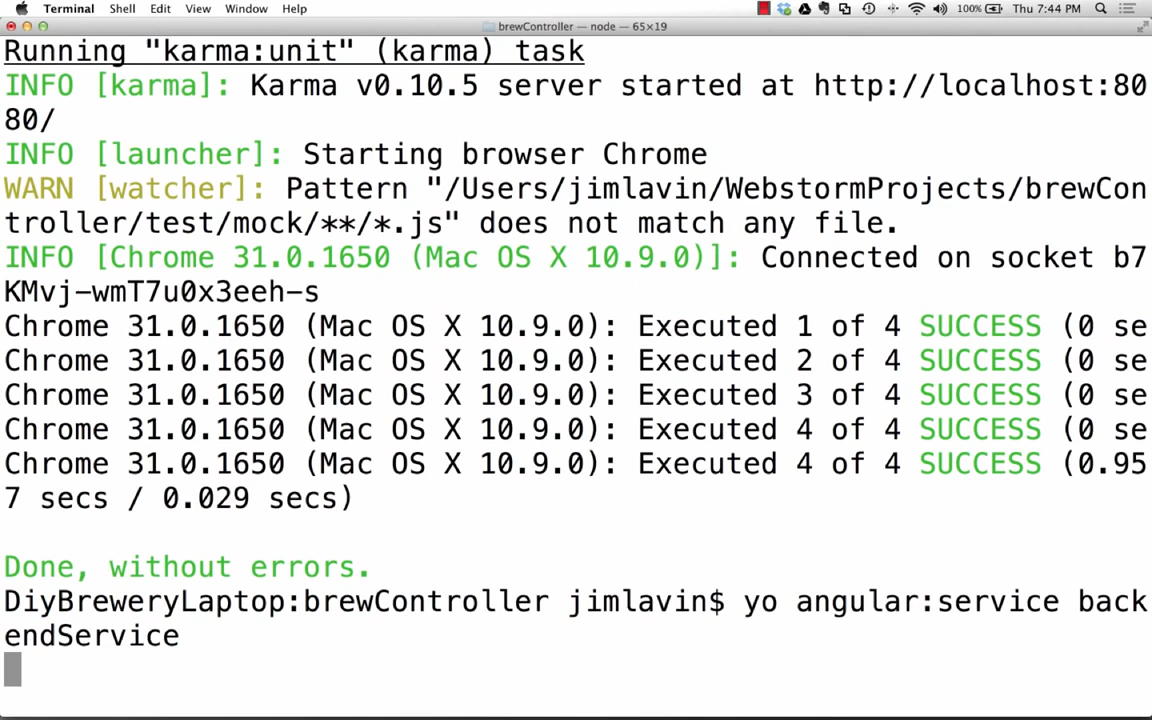 Terminal Shell Edit View Window Help 100% Thu 7:44 PM
brewController — node — 65×19
Running "karma:unit" (karma) task
INFO [karma]: Karma v0.10.5 server started at http://localhost:80
80/
INFO [launcher]: Starting browser Chrome
WARN [watcher]: Pattern "/Users/jimlavin/WebstormProjects/brewCon
troller/test/mock/**/*.js" does not match any file.
INFO [Chrome 31.0.1650 (Mac OS X 10.9.0)]: Connected on socket b7
KMvj-wmT7u0x3eeh-s
Chrome 31.0.1650 (Mac OS X 10.9.0): Executed 1 of 4 SUCCESS (0 se
Chrome 31.0.1650 (Mac OS X 10.9.0): Executed 2 of 4 SUCCESS (0 se
Chrome 31.0.1650 (Mac OS X 10.9.0): Executed 3 of 4 SUCCESS (0 se
Chrome 31.0.1650 (Mac OS X 10.9.0): Executed 4 of 4 SUCCESS (0 se
Chrome 31.0.1650 (Mac OS X 10.9.0): Executed 4 of 4 SUCCESS (0.95
7 secs / 0.029 secs)
Done, without errors.
DiyBreweryLaptop:brewController jimlavin$ yo angular:service back
endService